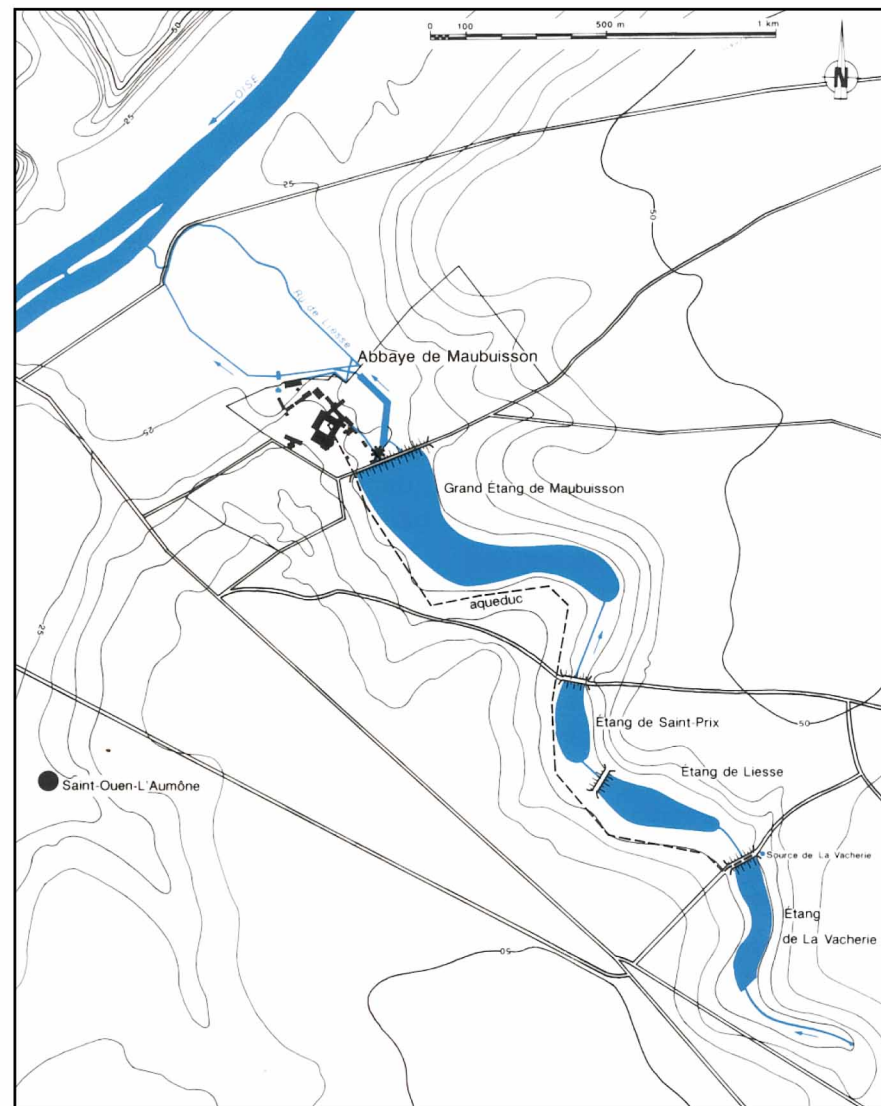 0 100 500 m 1 km
50
25
OISE
N
25
50
Ru de Liesse
Abbaye de Maubuisson
25
Grand Étang de Maubuisson
aqueduc
25
Étang de Saint-Prix
50
Étang de Liesse
Saint-Ouen-L'Aumône
Source de La Vacherie
Étang
de La Vacherie
50